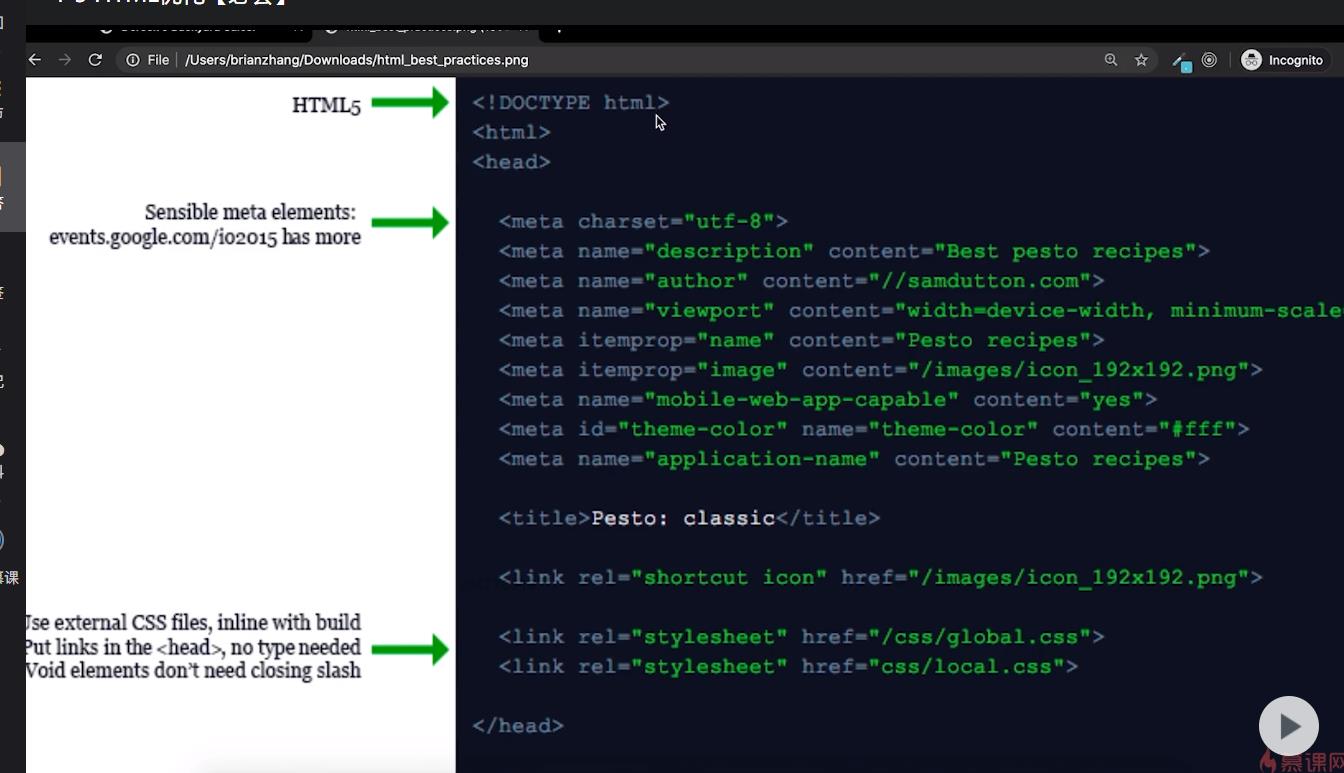 File /Users/brianzhang/Downloads/html_best_practices.png Incognito
HTML5
<!DOCTYPE html>
<html>
<head>
Sensible meta elements:
events.google.com/io2015 has more
<meta charset="utf-8">
<meta name="description" content="Best pesto recipes">
<meta name="author" content="//samdutton.com">
<meta name="viewport" content="width=device-width, minimum-scale
<meta itemprop="name" content="Pesto recipes">
<meta itemprop="image" content="/images/icon_192x192.png">
<meta name="mobile-web-app-capable" content="yes">
<meta id="theme-color" name="theme-color" content="#fff">
<meta name="application-name" content="Pesto recipes">
<title>Pesto: classic</title>
<link rel="shortcut icon" href="/images/icon_192x192.png">
Use external CSS files, inline with build
Put links in the <head>, no type needed
Void elements don't need closing slash
<link rel="stylesheet" href="/css/global.css">
<link rel="stylesheet" href="css/local.css">
</head>
慕课网